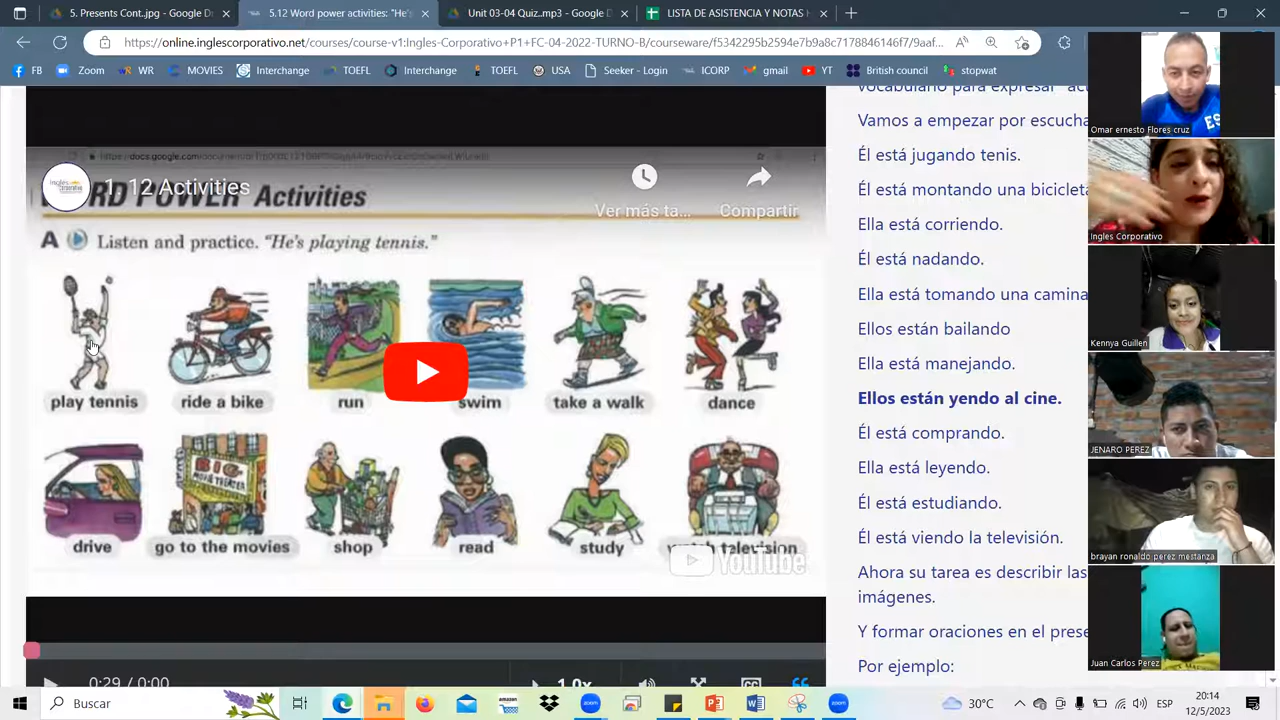 5. Cont..jpg - Google D
5.12 Word power activities: "He's
Unit 03-04 Quiz.mp3 - Google D
LISTA DE ASISTENCIA Y NOTAS
https://online.inglescorporativo.net/courses/course-v1:Ingles-Corporativo+P1+FC-04-2022-TURNO-B/courseware/f5342295b2594e7b9a8c7178846146f7/9aaf...
FB
Zoom
WR
MOVIES
Interchange
TOEFL
Interchange
TEFL
USA
Seeker - Login
ICORP
gmail
YT
British council
stopwat
1_12 Activities
Ver más ta...
Compartir
WORD POWER Activities
A Listen and practice. "He's playing tennis."
play tennis
ride a bike
run
swim
take a walk
dance
drive
go to the movies
shop
read
study
watch television
YouTube
0:29 / 0:00
1.0x
vocabulario para expresar "act
Vamos a empezar por escucha
Él está jugando tenis.
Él está montando una bicicleta
Ella está corriendo.
Él está nadando.
Ella está tomando una camina
Ellos están bailando
Ella está manejando.
Ellos están yendo al cine.
Él está comprando.
Ella está leyendo.
Él está estudiando.
Él está viendo la televisión.
Ahora su tarea es describir las
imágenes.
Y formar oraciones en el prese
Por ejemplo:
Omar ernesto Flores cruz
Ingles Corporativo
Kennya Guillen
JENARO PEREZ
brayan ronaldo perez mestanza
Juan Carlos Perez
Buscar
30°C
ESP
20:14
12/5/2023